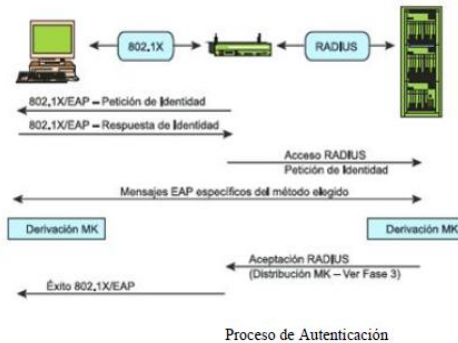 802.1X
RADIUS
802.1X/EAP – Petición de Identidad
802.1X/EAP – Respuesta de Identidad
Acceso RADIUS
Petición de Identidad
Mensajes EAP específicos del método elegido
Derivación MK
Derivación MK
Aceptación RADIUS
(Distribución MK – Ver Fase 3)
Éxito 802.1X/EAP
Proceso de Autenticación